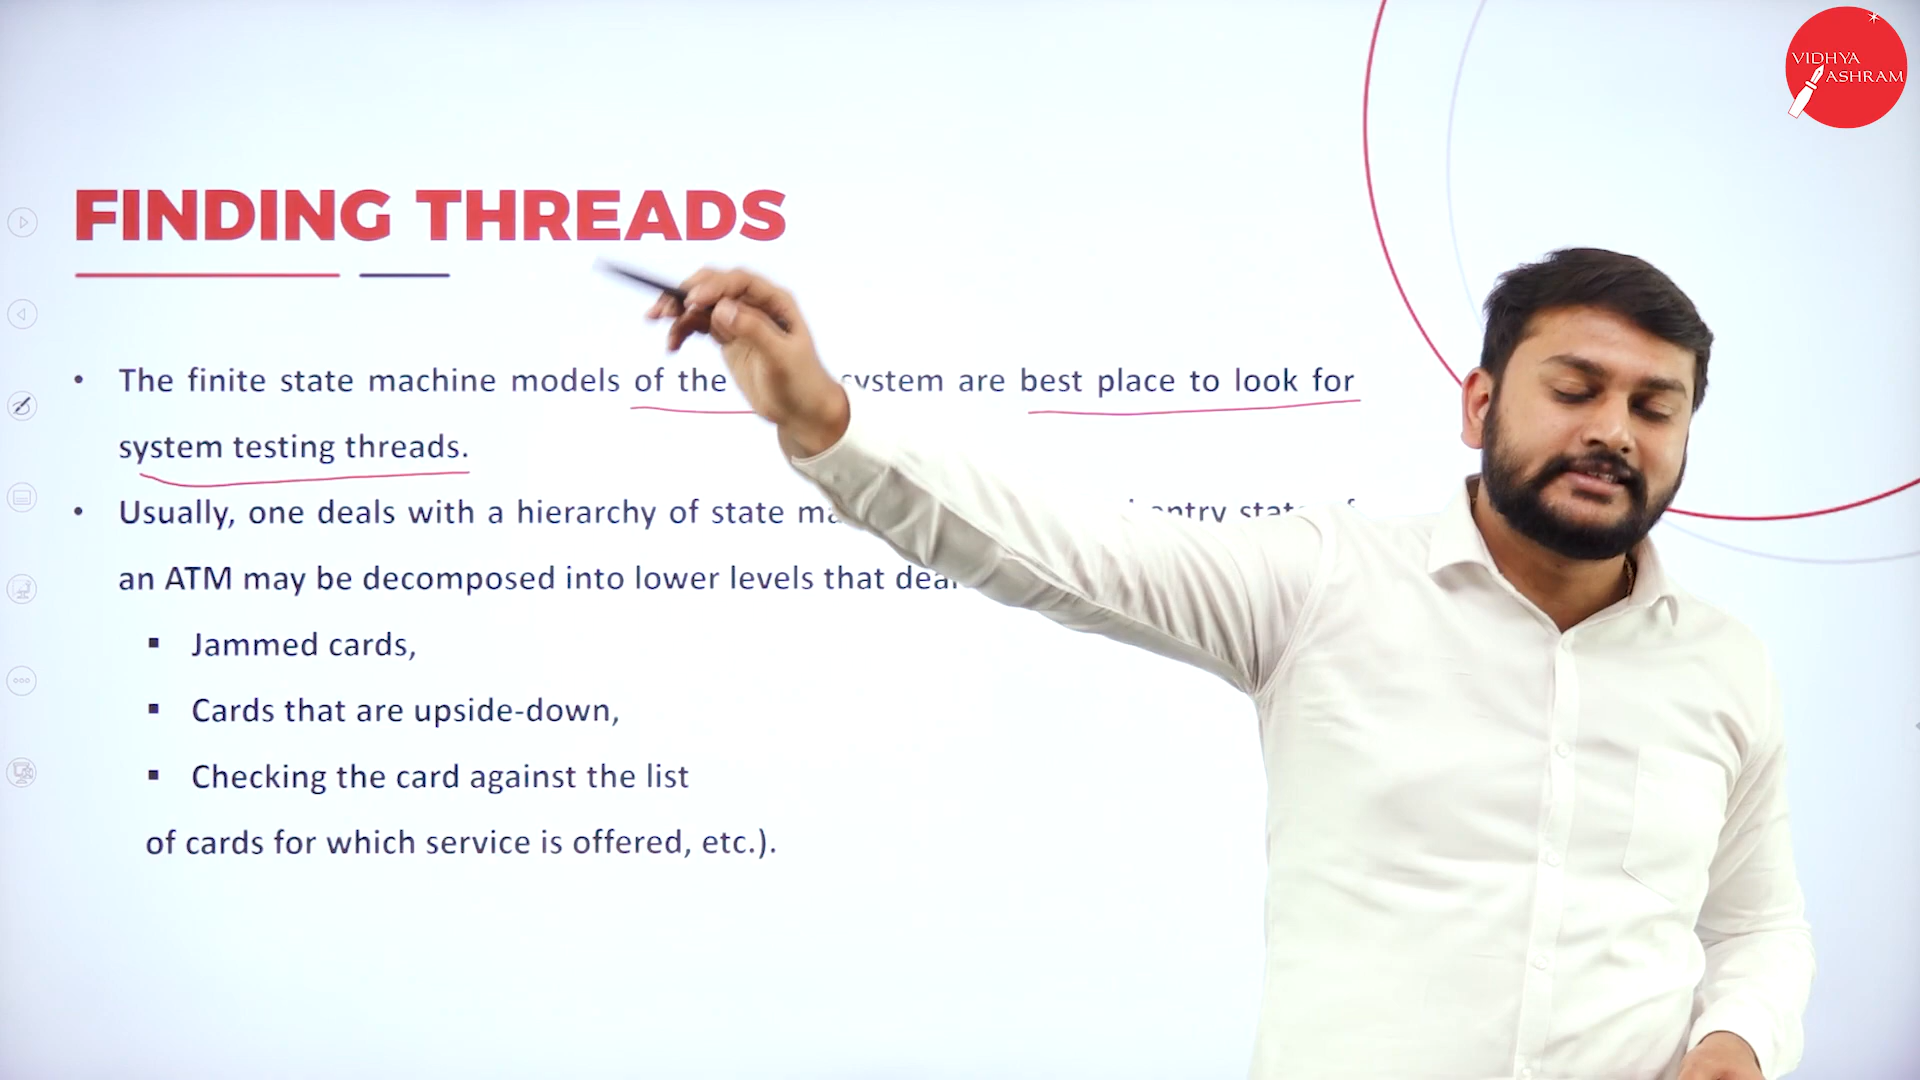 VIDHYA
ASHRAM
FINDING THREADS
• The finite state machine models of the system are best place to look for
system testing threads.
• Usually, one deals with a hierarchy of state entry state
an ATM may be decomposed into lower levels that deal
▪ Jammed cards,
▪ Cards that are upside-down,
▪ Checking the card against the list
of cards for which service is offered, etc.).